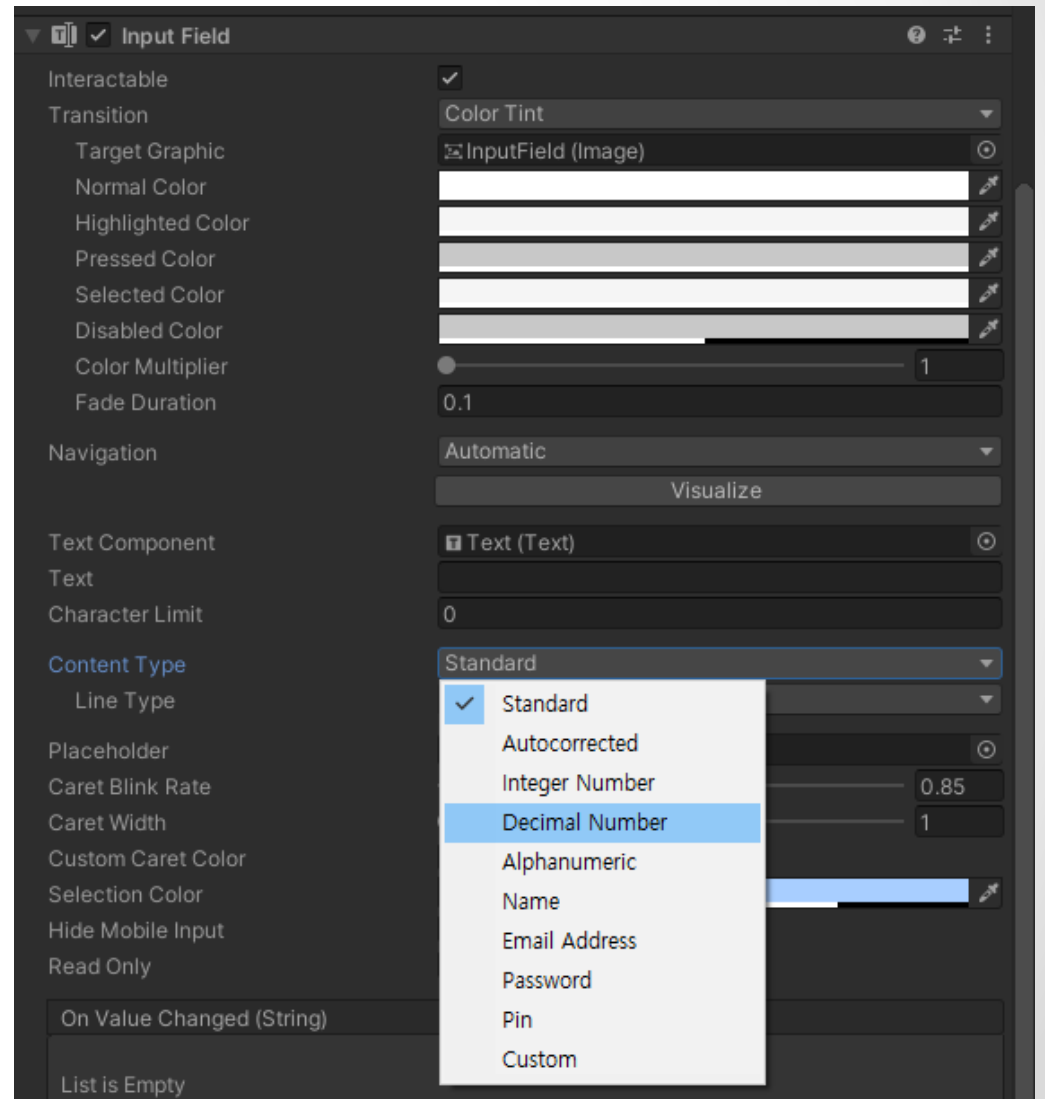 Input Field
Interactable
Transition Color Tint
Target Graphic InputField (Image)
Normal Color
Highlighted Color
Pressed Color
Selected Color
Disabled Color
Color Multiplier 1
Fade Duration 0.1
Navigation Automatic
Visualize
Text Component Text (Text)
Text
Character Limit 0
Content Type Standard
Line Type
Standard
Autocorrected
Integer Number
Decimal Number
Alphanumeric
Name
Email Address
Password
Pin
Custom
Placeholder
Caret Blink Rate 0.85
Caret Width 1
Custom Caret Color
Selection Color
Hide Mobile Input
Read Only
On Value Changed (String)
List is Empty